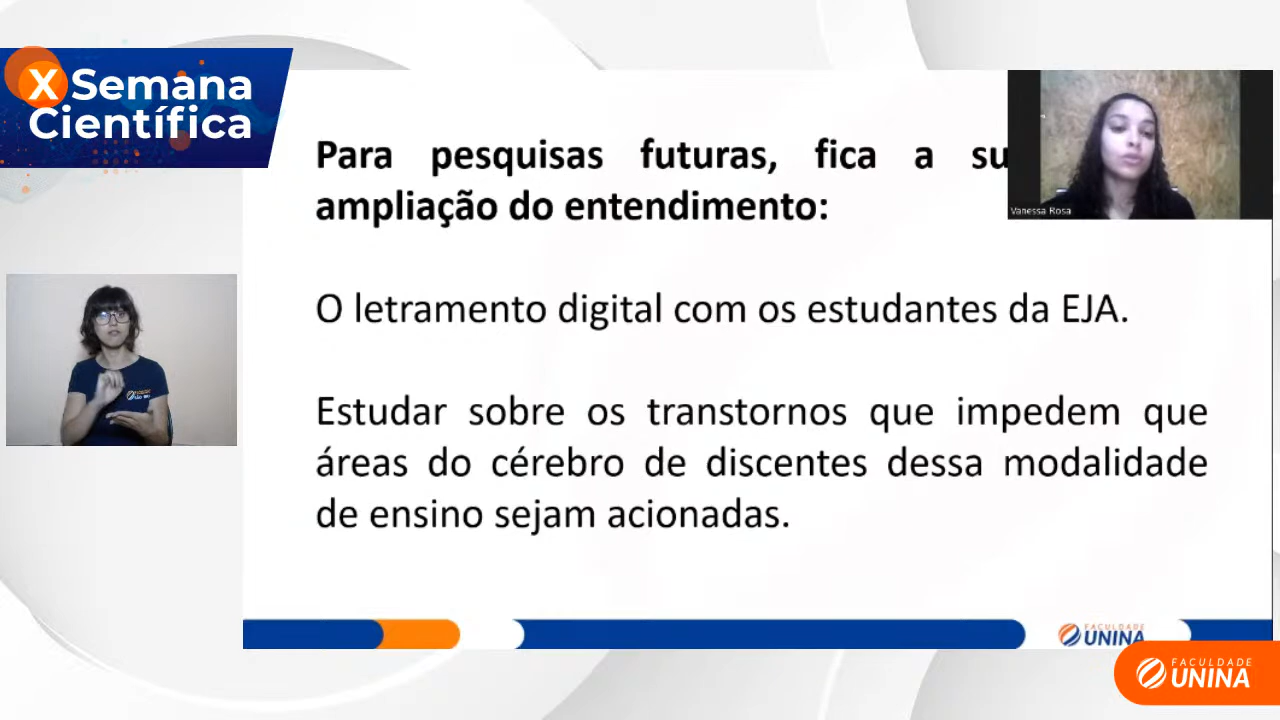 X Semana
Científica
Para pesquisas futuras, fica a su
ampliação do entendimento:
Vanessa Rosa
O letramento digital com os estudantes da EJA.
Estudar sobre os transtornos que impedem que
áreas do cérebro de discentes dessa modalidade
de ensino sejam acionadas.
FACULDADE
UNINA
FACULDADE
UNINA